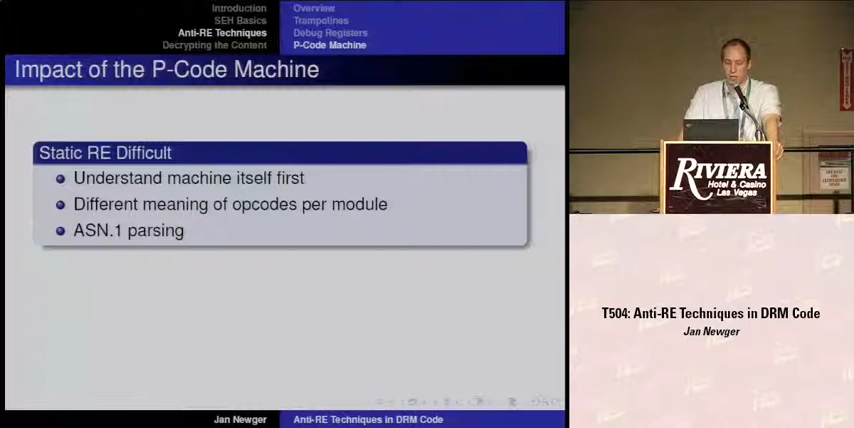 Introduction
SEH Basics
Anti-RE Techniques
Decrypting the Content
Overview
Trampolines
Debug Registers
P-Code Machine
Impact of the P-Code Machine
Static RE Difficult
Understand machine itself first
Different meaning of opcodes per module
ASN.1 parsing
Jan Newger
Anti-RE Techniques in DRM Code
RIVIERA
Hotel & Casino
Las Vegas
T504: Anti-RE Techniques in DRM Code
Jan Newger